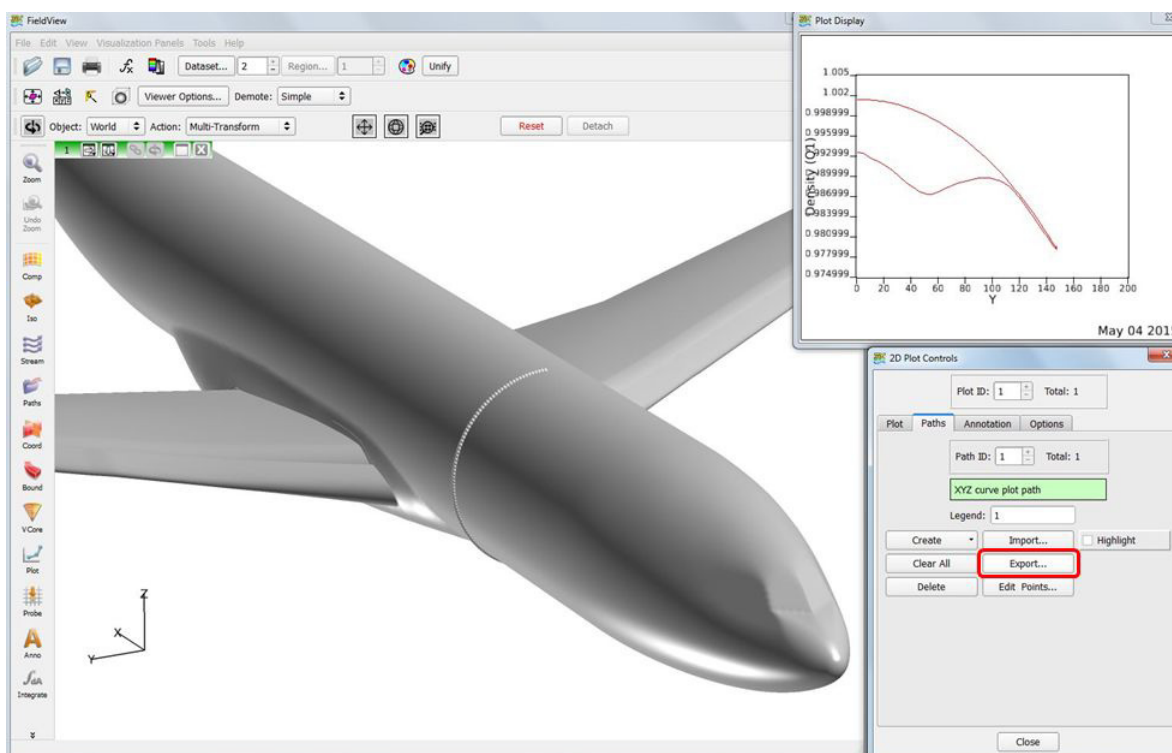 FieldView
File Edit View Visualization Panels Tools Help
Dataset... 2 Region... 1 Unify
Viewer Options... Demote: Simple
Object: World Action: Multi-Transform Reset Detach
1
Zoom
Undo
Zoom
Comp
Iso
Stream
Paths
Coord
Bound
VCore
Plot
Probe
Anno
Integrate
Z
X
Y
Plot Display
1.005
1.002
0.998999
0.995999
0.992999
0.989999
0.986999
0.983999
0.980999
0.977999
0.974999
Density (Q1)
0 20 40 60 80 100 120 140 160 180 200
Y
May 04 2015
2D Plot Controls
Plot ID: 1 Total: 1
Plot Paths Annotation Options
Path ID: 1 Total: 1
XYZ curve plot path
Legend: 1
Create Import... Highlight
Clear All Export...
Delete Edit Points...
Close